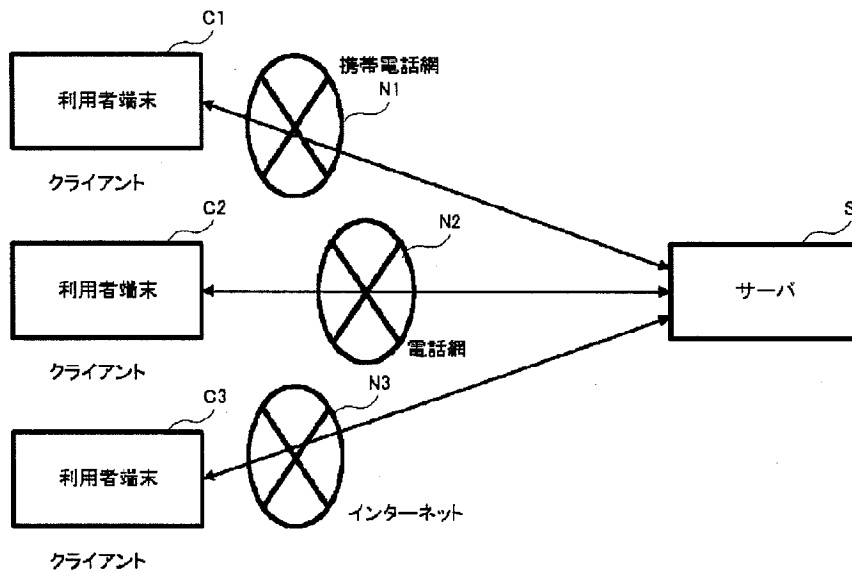 C1
利用者端末
クライアント
携帯電話網
N1
C2
利用者端末
クライアント
N2
電話網
S
サーバ
C3
利用者端末
クライアント
N3
インターネット